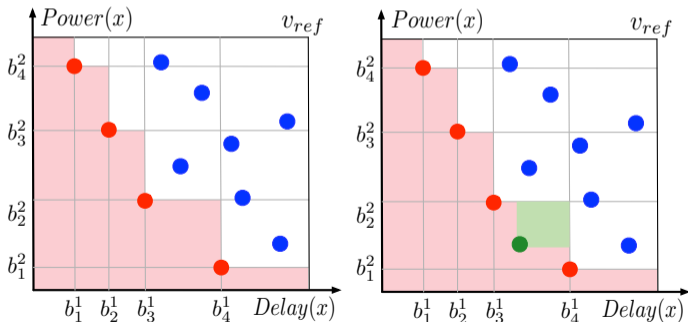 Power(x) v_ref
b_4^2
b_3^2
b_2^2
b_1^2
b_1^1 b_2^1 b_3^1 b_4^1 Delay(x)
Power(x) v_ref
b_4^2
b_3^2
b_2^2
b_1^2
b_1^1 b_2^1 b_3^1 b_4^1 Delay(x)